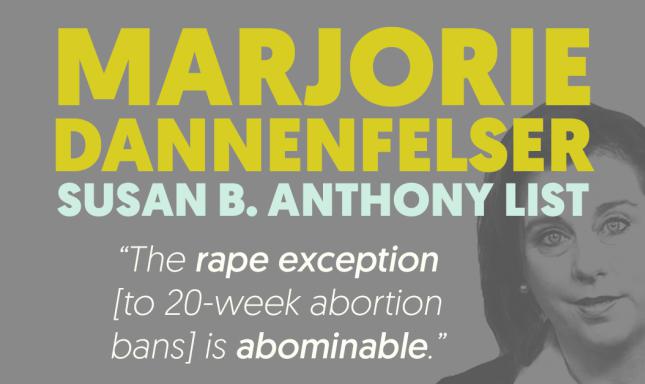 MARJORIE
DANNENFELSER
SUSAN B. ANTHONY LIST
“The rape exception
[to 20-week abortion
bans] is abominable.”